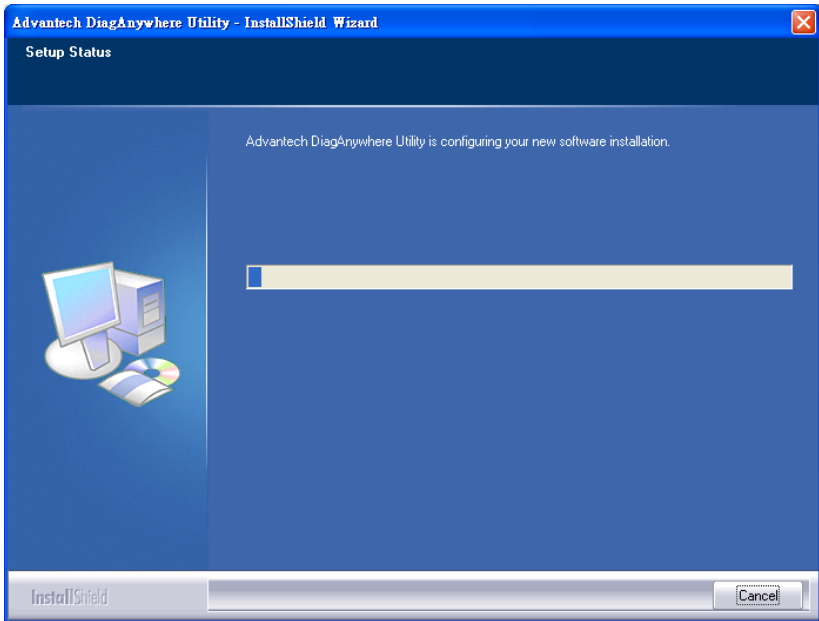 Advantech DiagAnywhere Utility - InstallShield Wizard
Setup Status
Advantech DiagAnywhere Utility is configuring your new software installation.
InstallShield
Cancel